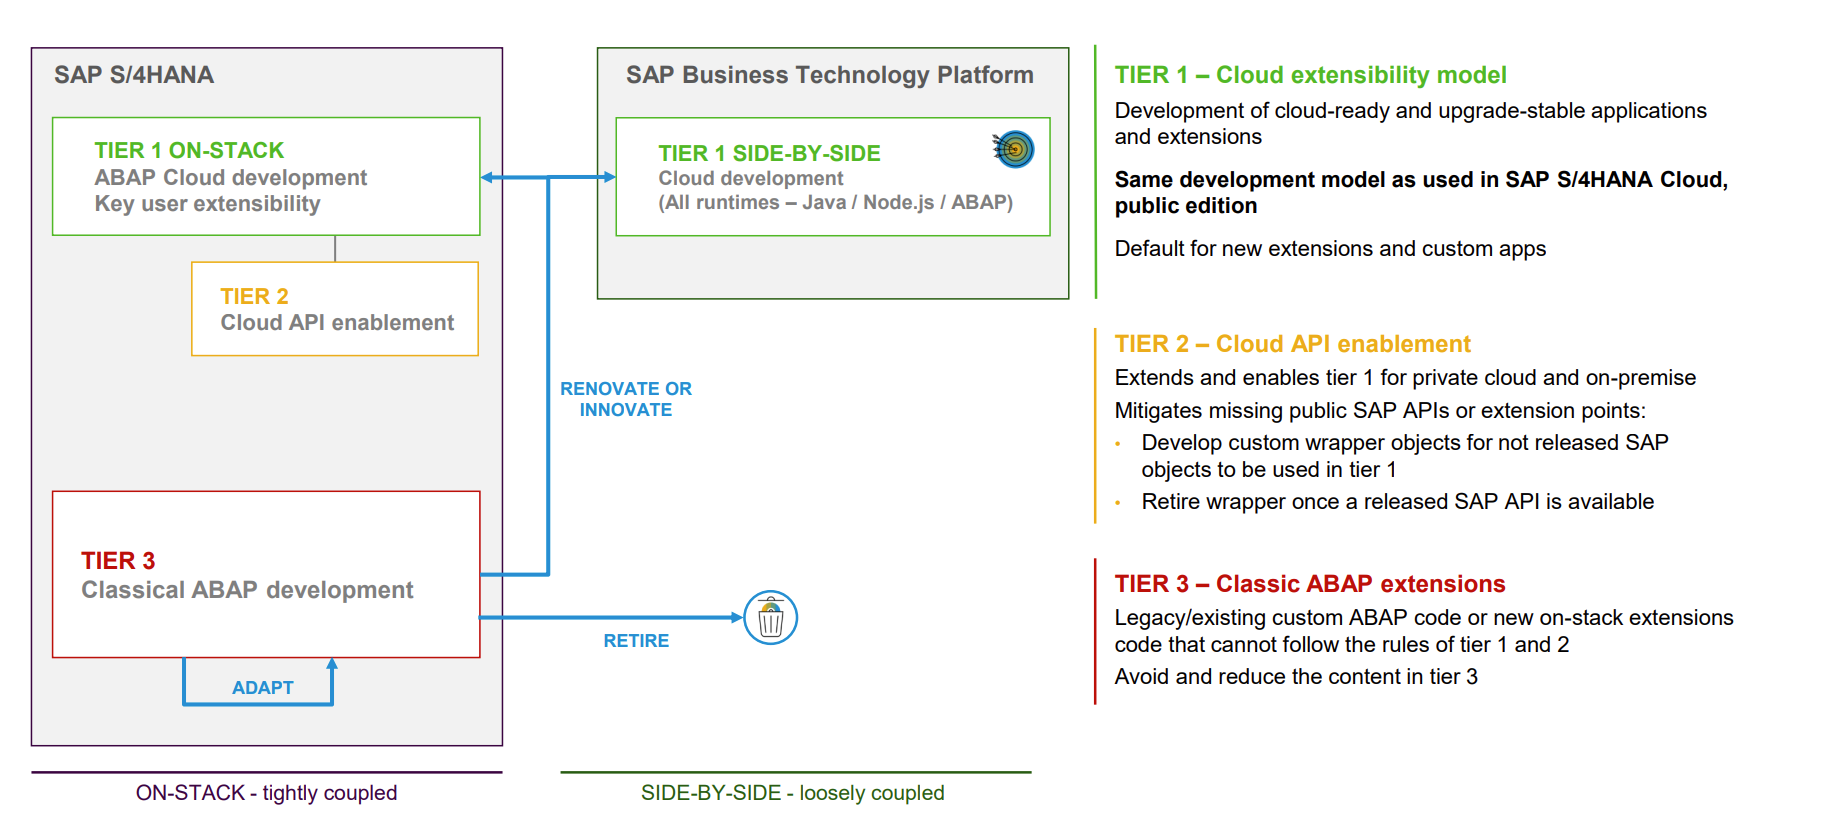 SAP S/4HANA
TIER 1 ON-STACK
ABAP Cloud development
Key user extensibility
TIER 2
Cloud API enablement
TIER 3
Classical ABAP development
ADAPT
ON-STACK - tightly coupled
SAP Business Technology Platform
TIER 1 SIDE-BY-SIDE
Cloud development
(All runtimes – Java / Node.js / ABAP)
RENOVATE OR
INNOVATE
RETIRE
SIDE-BY-SIDE - loosely coupled
TIER 1 – Cloud extensibility model
Development of cloud-ready and upgrade-stable applications
and extensions
Same development model as used in SAP S/4HANA Cloud,
public edition
Default for new extensions and custom apps
TIER 2 – Cloud API enablement
Extends and enables tier 1 for private cloud and on-premise
Mitigates missing public SAP APIs or extension points:
• Develop custom wrapper objects for not released SAP
objects to be used in tier 1
• Retire wrapper once a released SAP API is available
TIER 3 – Classic ABAP extensions
Legacy/existing custom ABAP code or new on-stack extensions
code that cannot follow the rules of tier 1 and 2
Avoid and reduce the content in tier 3